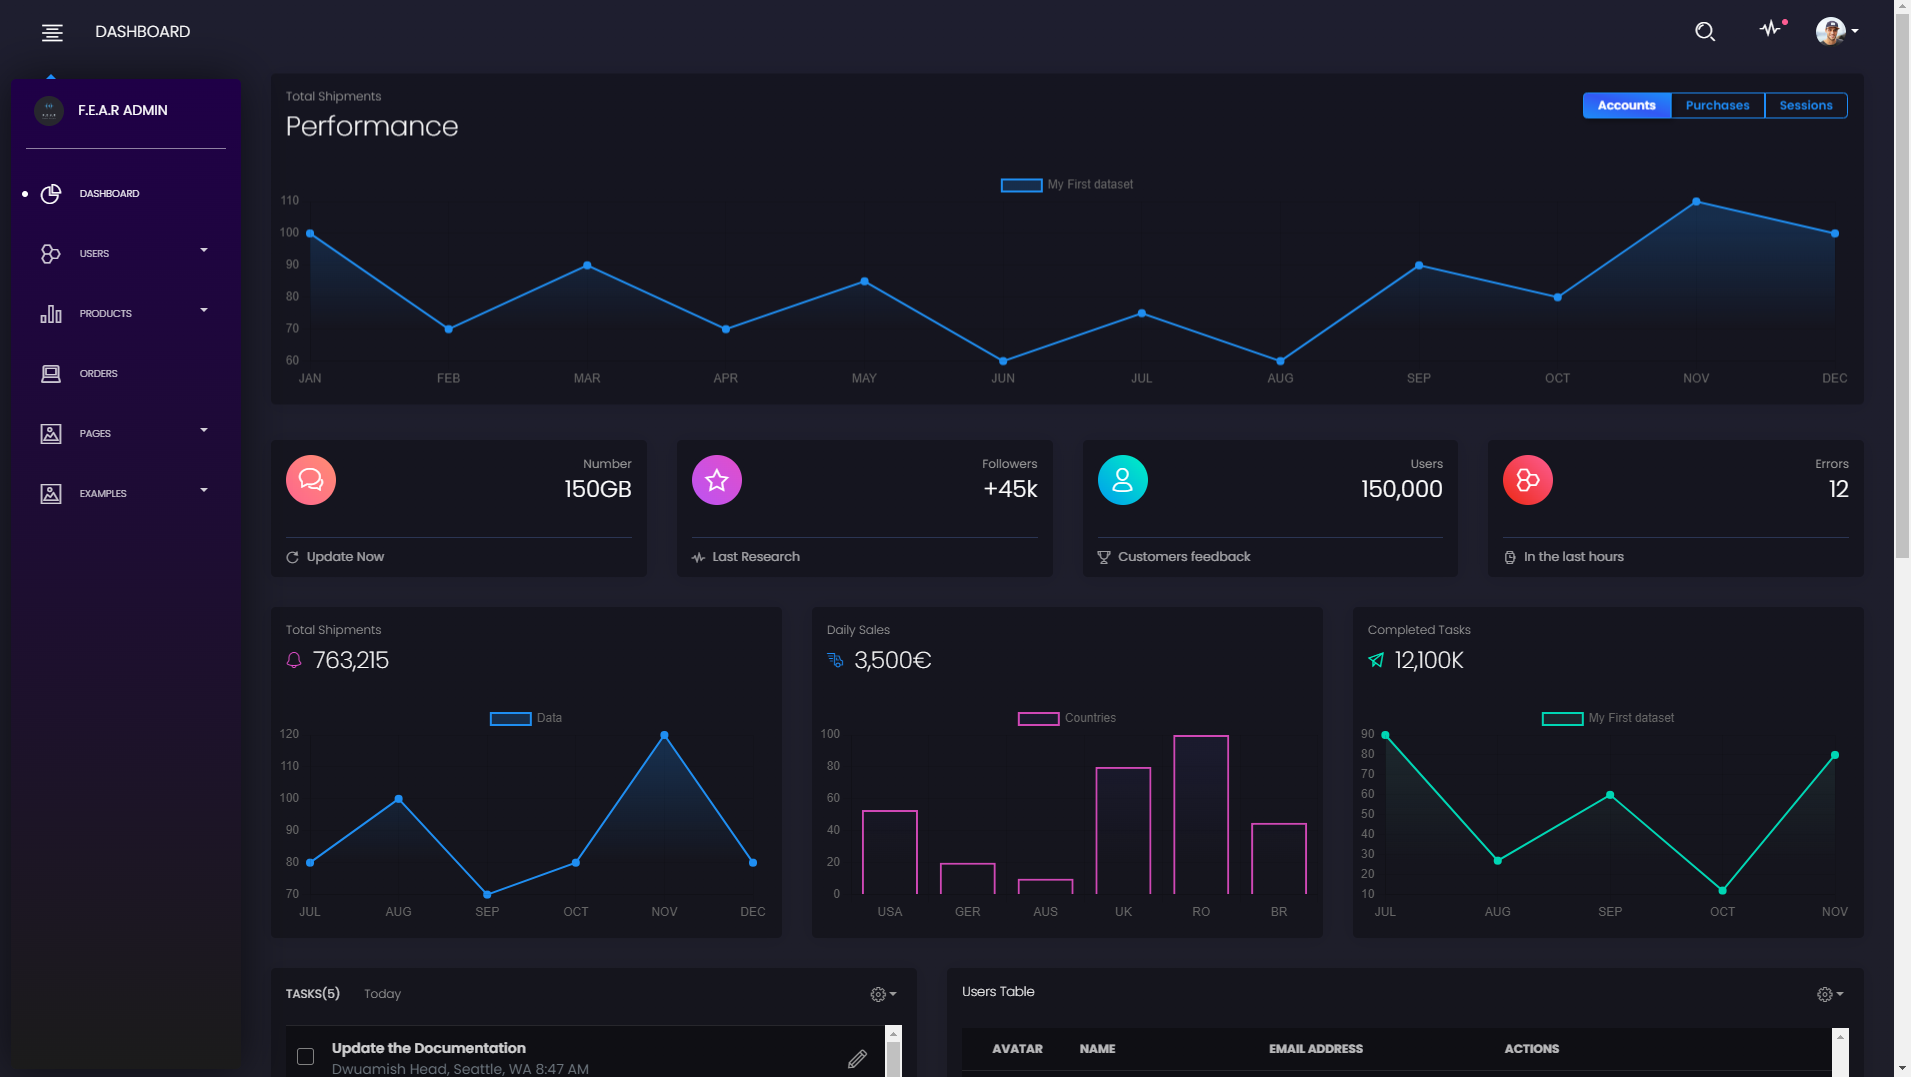 DASHBOARD
F.E.A.R ADMIN
DASHBOARD
USERS
PRODUCTS
ORDERS
PAGES
EXAMPLES
Total Shipments
Performance
Accounts Purchases Sessions
My First dataset
110
100
90
80
70
60
JAN FEB MAR APR MAY JUN JUL AUG SEP OCT NOV DEC
Number
150GB
Update Now
Followers
+45k
Last Research
Users
150,000
Customers feedback
Errors
12
In the last hours
Total Shipments
763,215
Data
120
110
100
90
80
70
JUL AUG SEP OCT NOV DEC
Daily Sales
3,500€
Countries
100
80
60
40
20
0
USA GER AUS UK RO BR
Completed Tasks
12,100K
My First dataset
90
80
70
60
50
40
30
20
10
JUL AUG SEP OCT NOV
TASKS(5) Today
Update the Documentation
Dwuamish Head, Seattle, WA 8:47 AM
Users Table
AVATAR NAME EMAIL ADDRESS ACTIONS